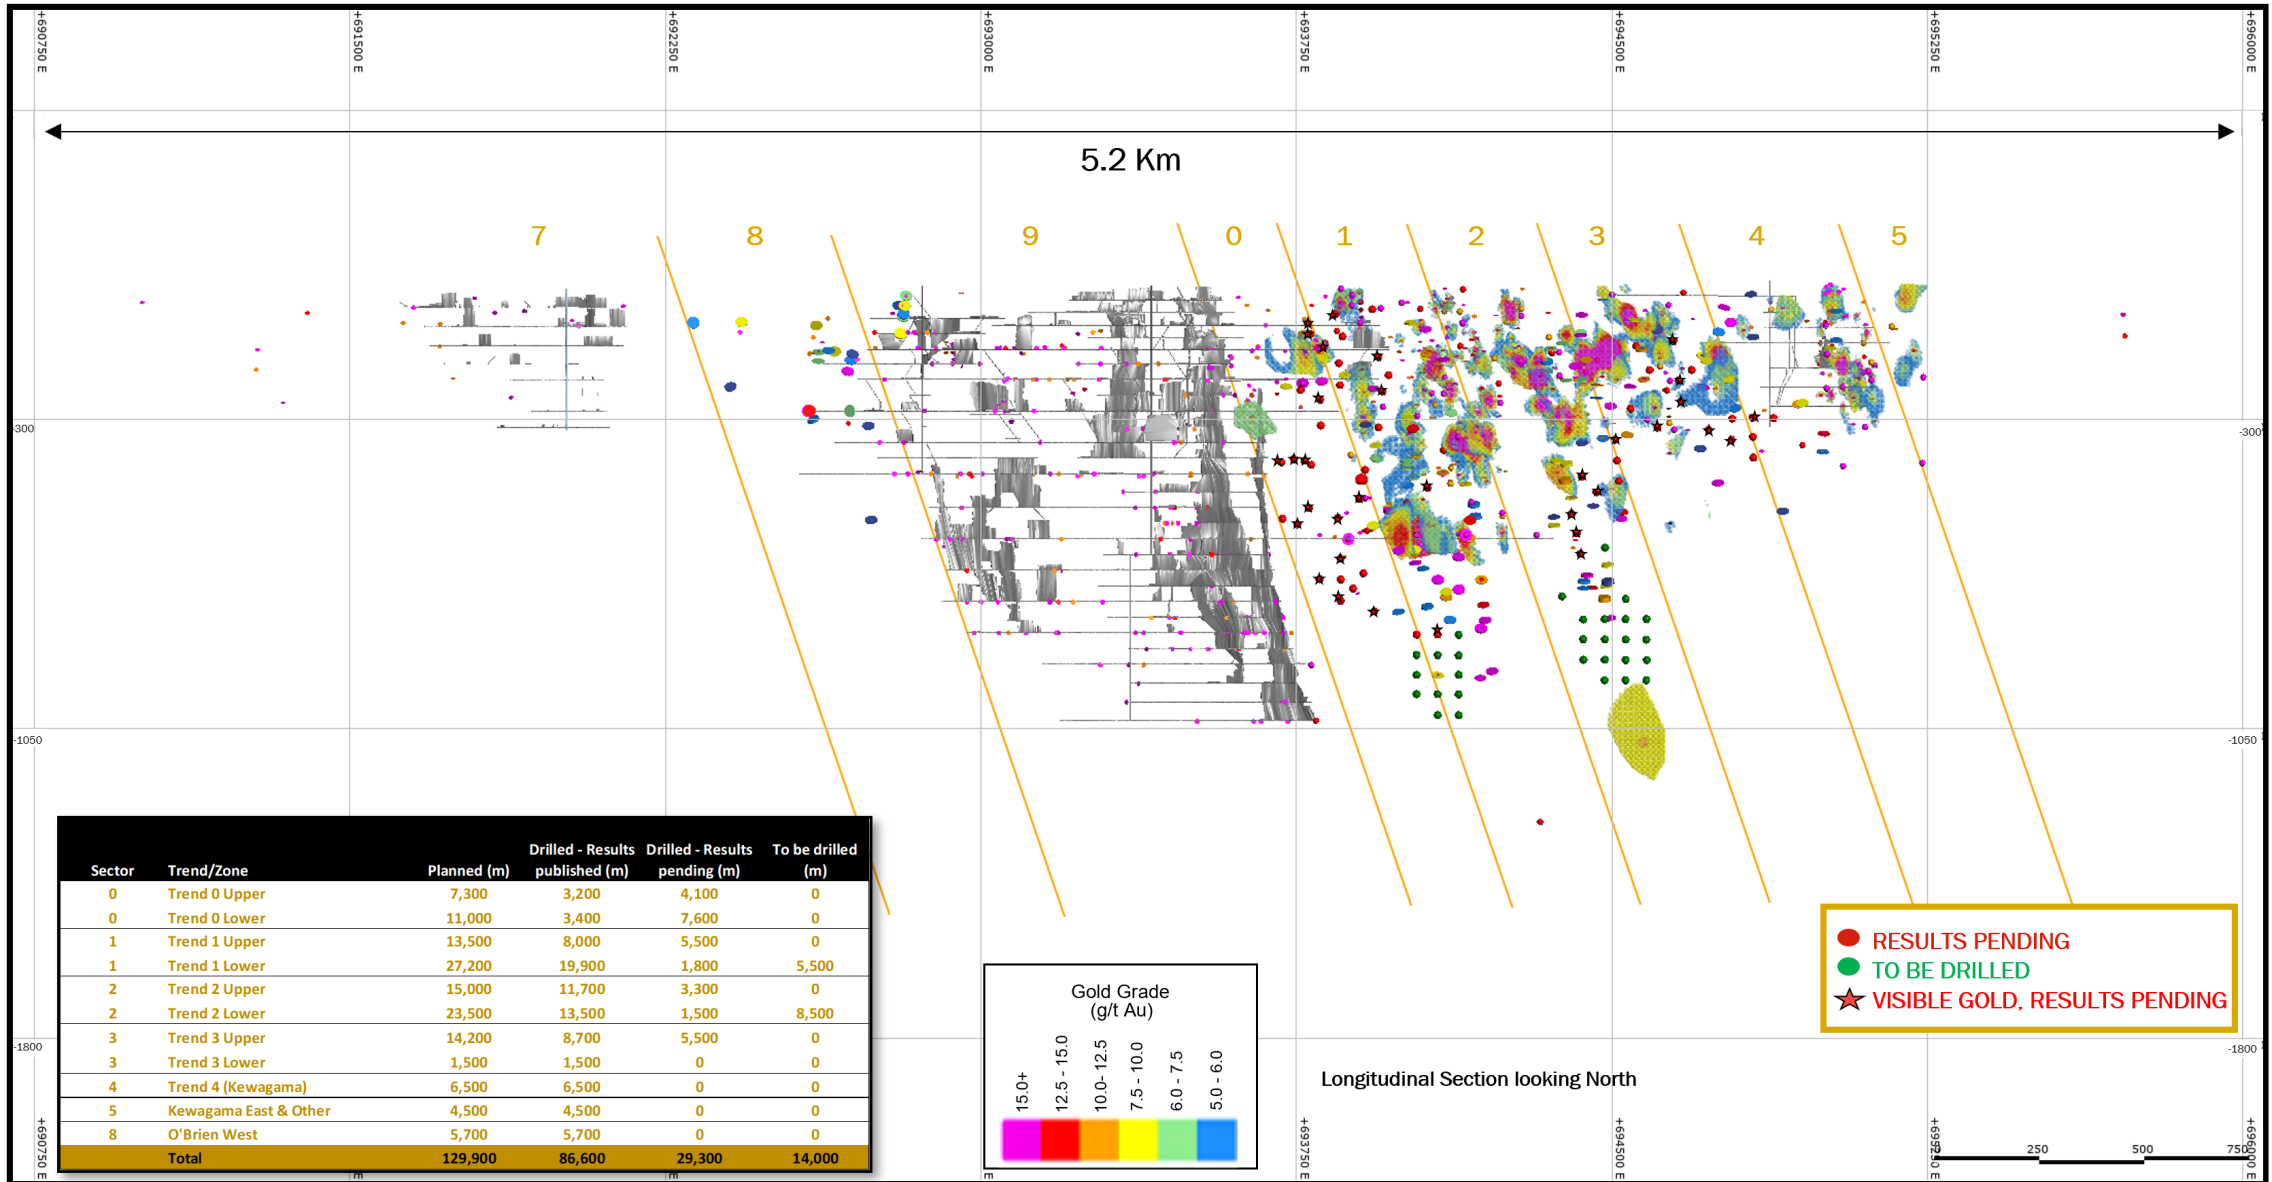 +690750 E
+691500 E
+692250 E
+693000 E
+693750 E
+694500 E
+695250 E
+696000 E
5.2 Km
7 8 9 0 1 2 3 4 5
-300 -300
-1050 -1050
Sector Trend/Zone Planned (m) Drilled - Results published (m) Drilled - Results pending (m) To be drilled (m)
0 Trend 0 Upper 7,300 3,200 4,100 0
0 Trend 0 Lower 11,000 3,400 7,600 0
1 Trend 1 Upper 13,500 8,000 5,500 0
1 Trend 1 Lower 27,200 19,900 1,800 5,500
2 Trend 2 Upper 15,000 11,700 3,300 0
2 Trend 2 Lower 23,500 13,500 1,500 8,500
3 Trend 3 Upper 14,200 8,700 5,500 0
3 Trend 3 Lower 1,500 1,500 0 0
4 Trend 4 (Kewagama) 6,500 6,500 0 0
5 Kewagama East & Other 4,500 4,500 0 0
8 O'Brien West 5,700 5,700 0 0
Total 129,900 86,600 29,300 14,000
RESULTS PENDING
TO BE DRILLED
VISIBLE GOLD, RESULTS PENDING
Gold Grade
(g/t Au)
15.0+
12.5 - 15.0
10.0- 12.5
7.5 - 10.0
6.0 - 7.5
5.0 - 6.0
-1800 -1800
Longitudinal Section looking North
+690750 E
+693750 E
+694500 E
+696000 E
250 500 750